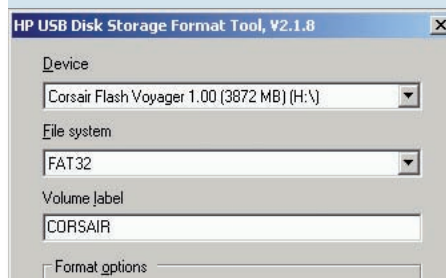 HP USB Disk Storage Format Tool, V2.1.8
Device
Corsair Flash Voyager 1.00 (3872 MB) (H:\)
File system
FAT32
Volume label
CORSAIR
Format options